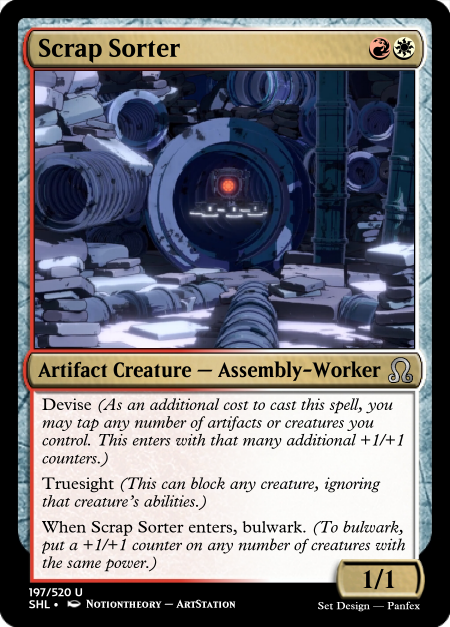 Scrap Sorter
Artifact Creature — Assembly-Worker
Devise (As an additional cost to cast this spell, you
may tap any number of artifacts or creatures you
control. This enters with that many additional +1/+1
counters.)
Truesight (This can block any creature, ignoring
that creature's abilities.)
When Scrap Sorter enters, bulwark. (To bulwark,
put a +1/+1 counter on any number of creatures with
the same power.)
1/1
197/520 U
SHL • Notiontheory — ArtStation
Set Design — Panfex